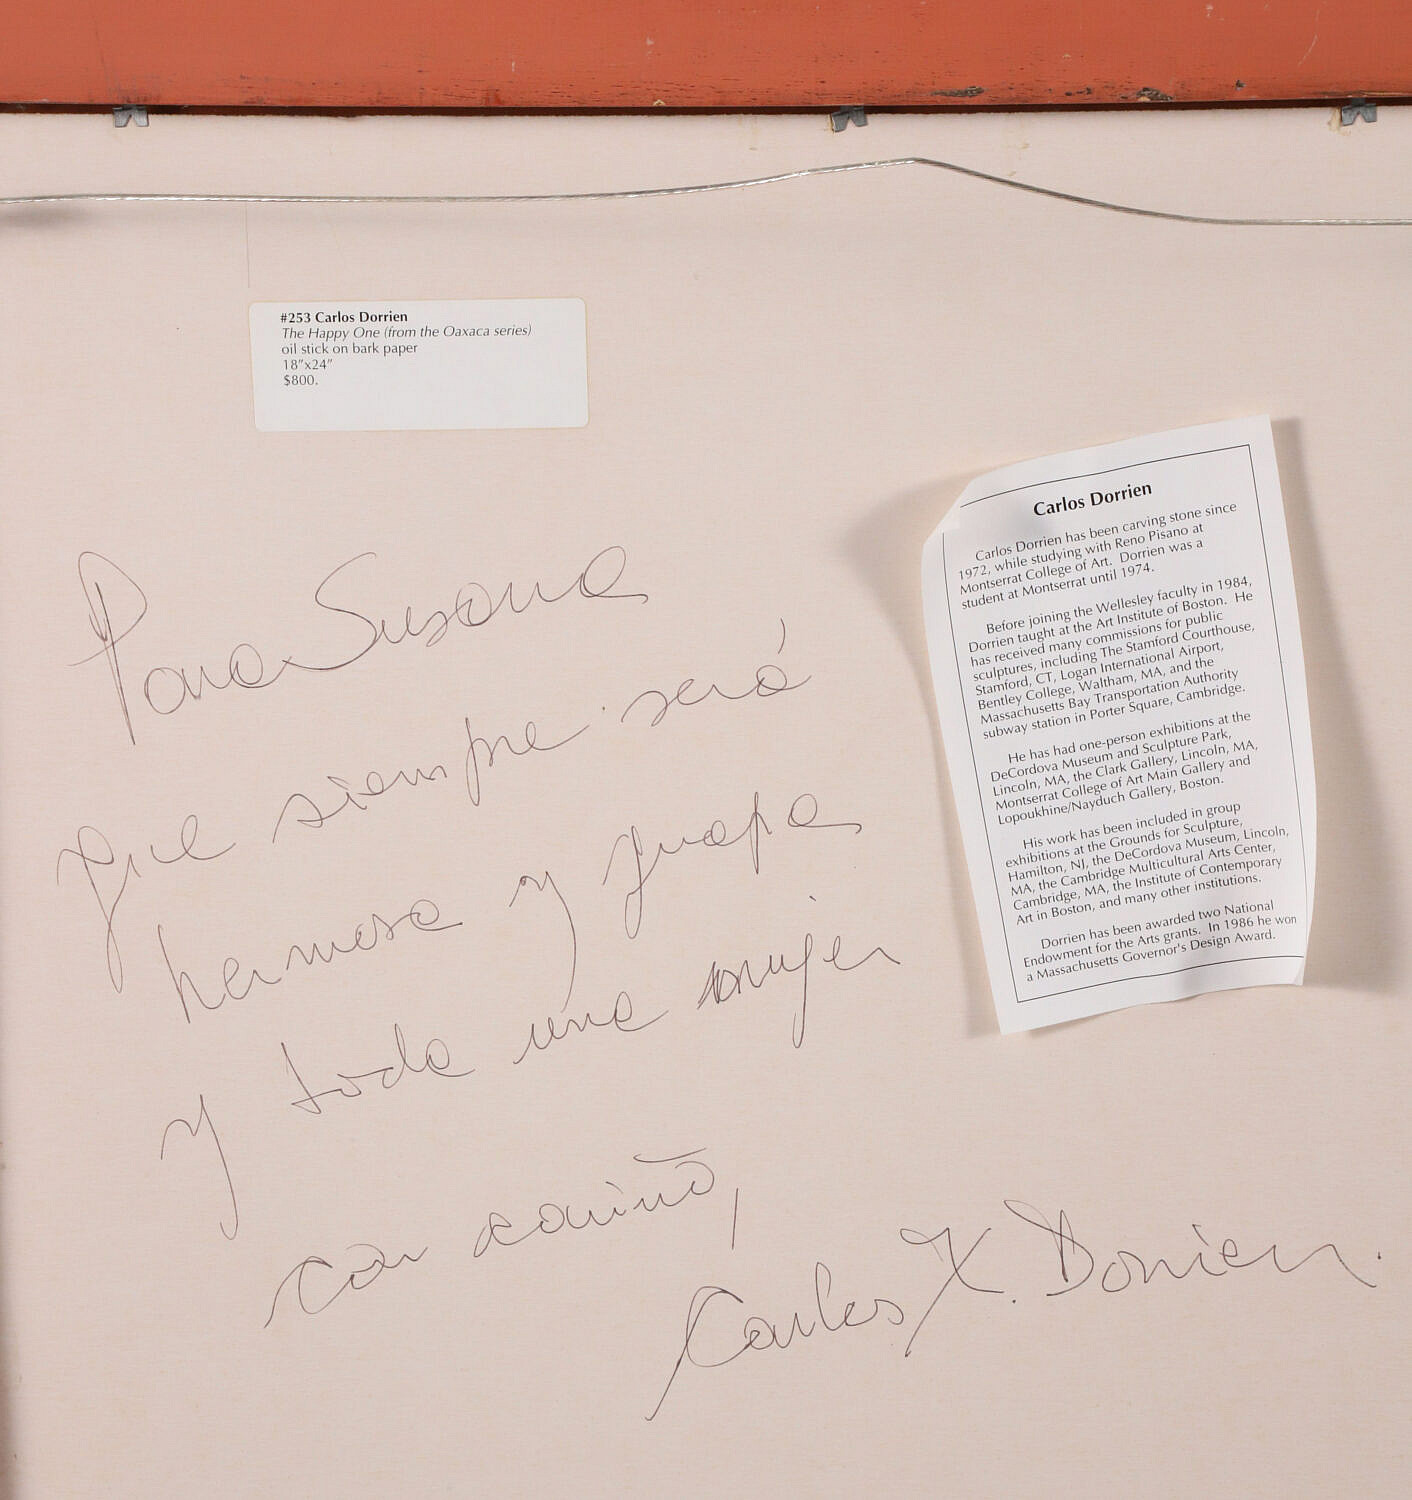 #253 Carlos Dorrien
The Happy One (from the Oaxaca series)
oil stick on bark paper
18"x24"
$800.
Para Susana
que siempre será
hermosa y guapa
y toda una mujer
con cariño,
Carlos X. Dorrien.
Carlos Dorrien
Carlos Dorrien has been carving stone since
1972, while studying with Reno Pisano at
Montserrat College of Art. Dorrien was a
student at Montserrat until 1974.
Before joining the Wellesley faculty in 1984,
Dorrien taught at the Art Institute of Boston. He
has received many commissions for public
sculptures, including The Stamford Courthouse,
Stamford, CT, Logan International Airport,
Bentley College, Waltham, MA, and the
Massachusetts Bay Transportation Authority
subway station in Porter Square, Cambridge.
He has had one-person exhibitions at the
DeCordova Museum and Sculpture Park,
Lincoln, MA, the Clark Gallery, Lincoln, MA,
Montserrat College of Art Main Gallery and
Lopoukhine/Nayduch Gallery, Boston.
His work has been included in group
exhibitions at the Grounds for Sculpture,
Hamilton, NJ, the DeCordova Museum, Lincoln,
MA, the Cambridge Multicultural Arts Center,
Cambridge, MA, the Institute of Contemporary
Art in Boston, and many other institutions.
Dorrien has been awarded two National
Endowment for the Arts grants. In 1986 he won
a Massachusetts Governor's Design Award.